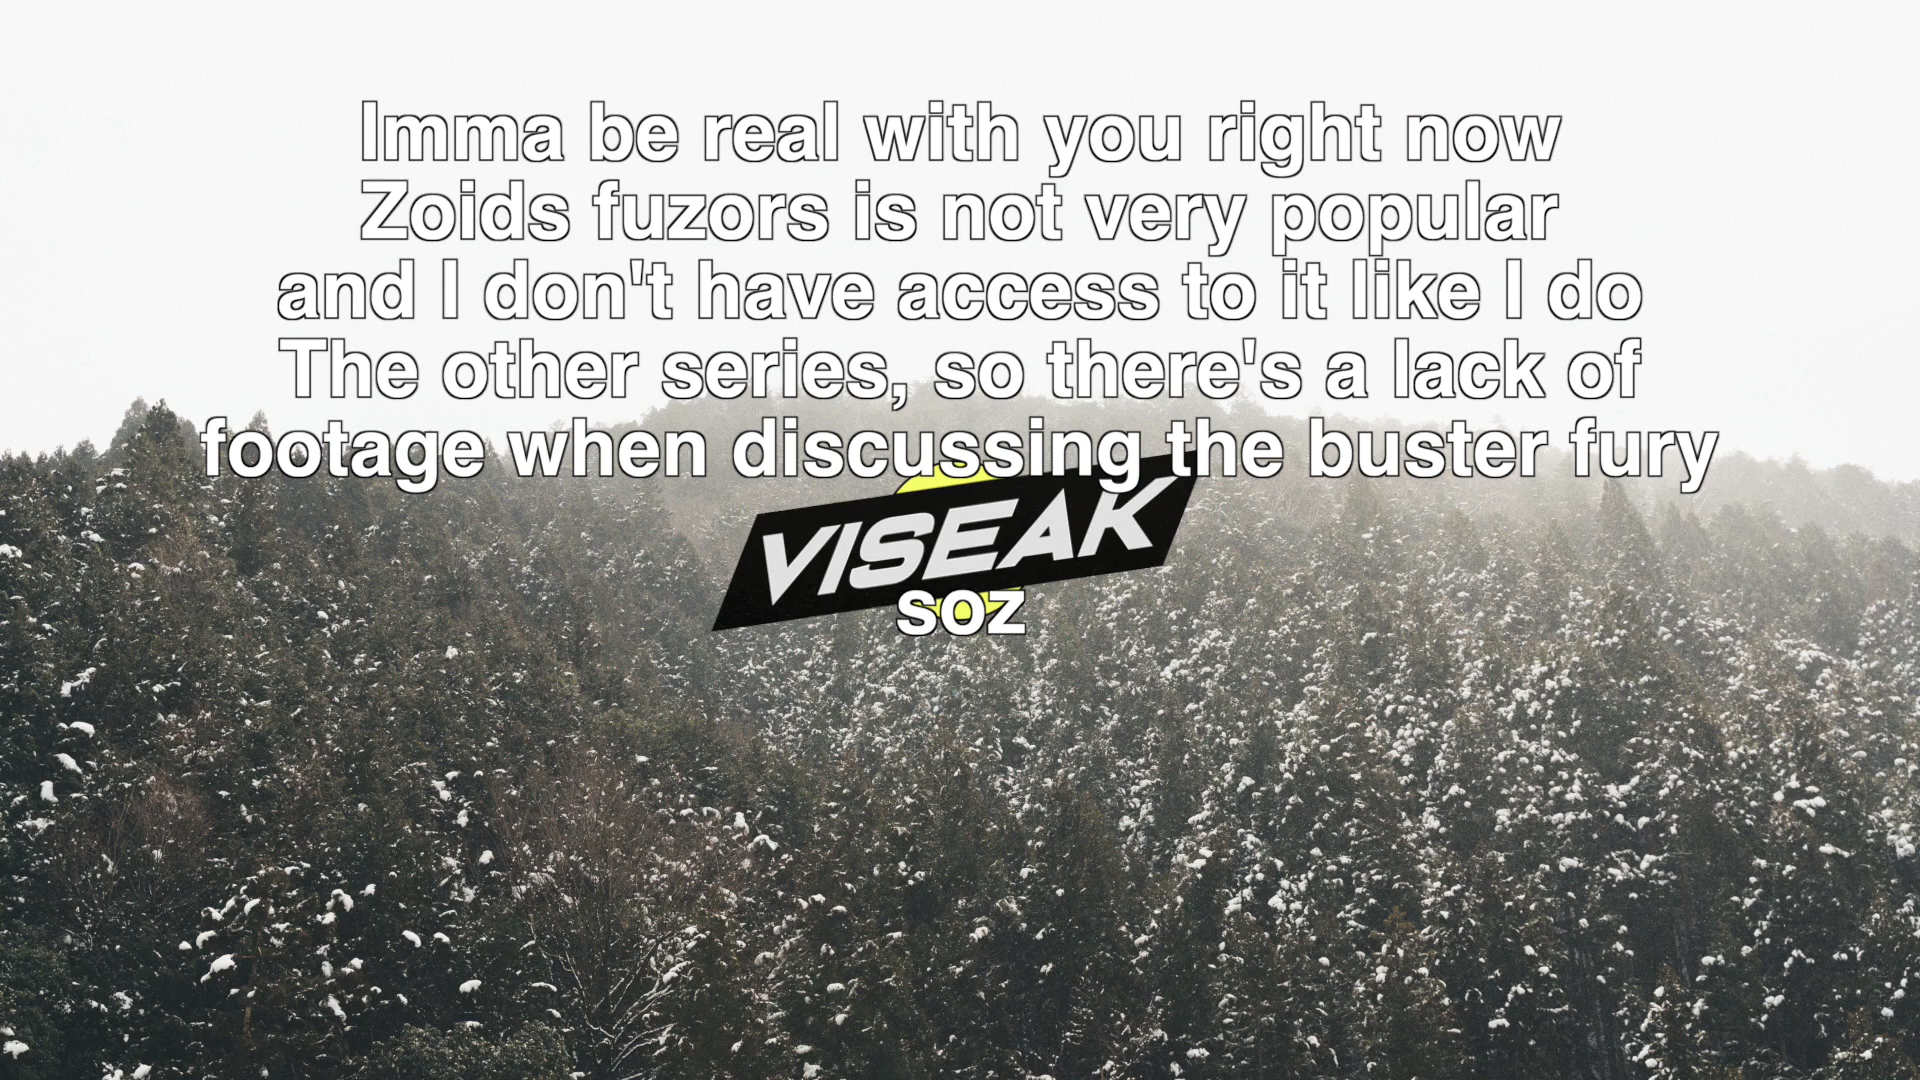 Imma be real with you right now
Zoids fuzors is not very popular
and I don't have access to it like I do
The other series, so there's a lack of
footage when discussing the buster fury
VISEAK
soz